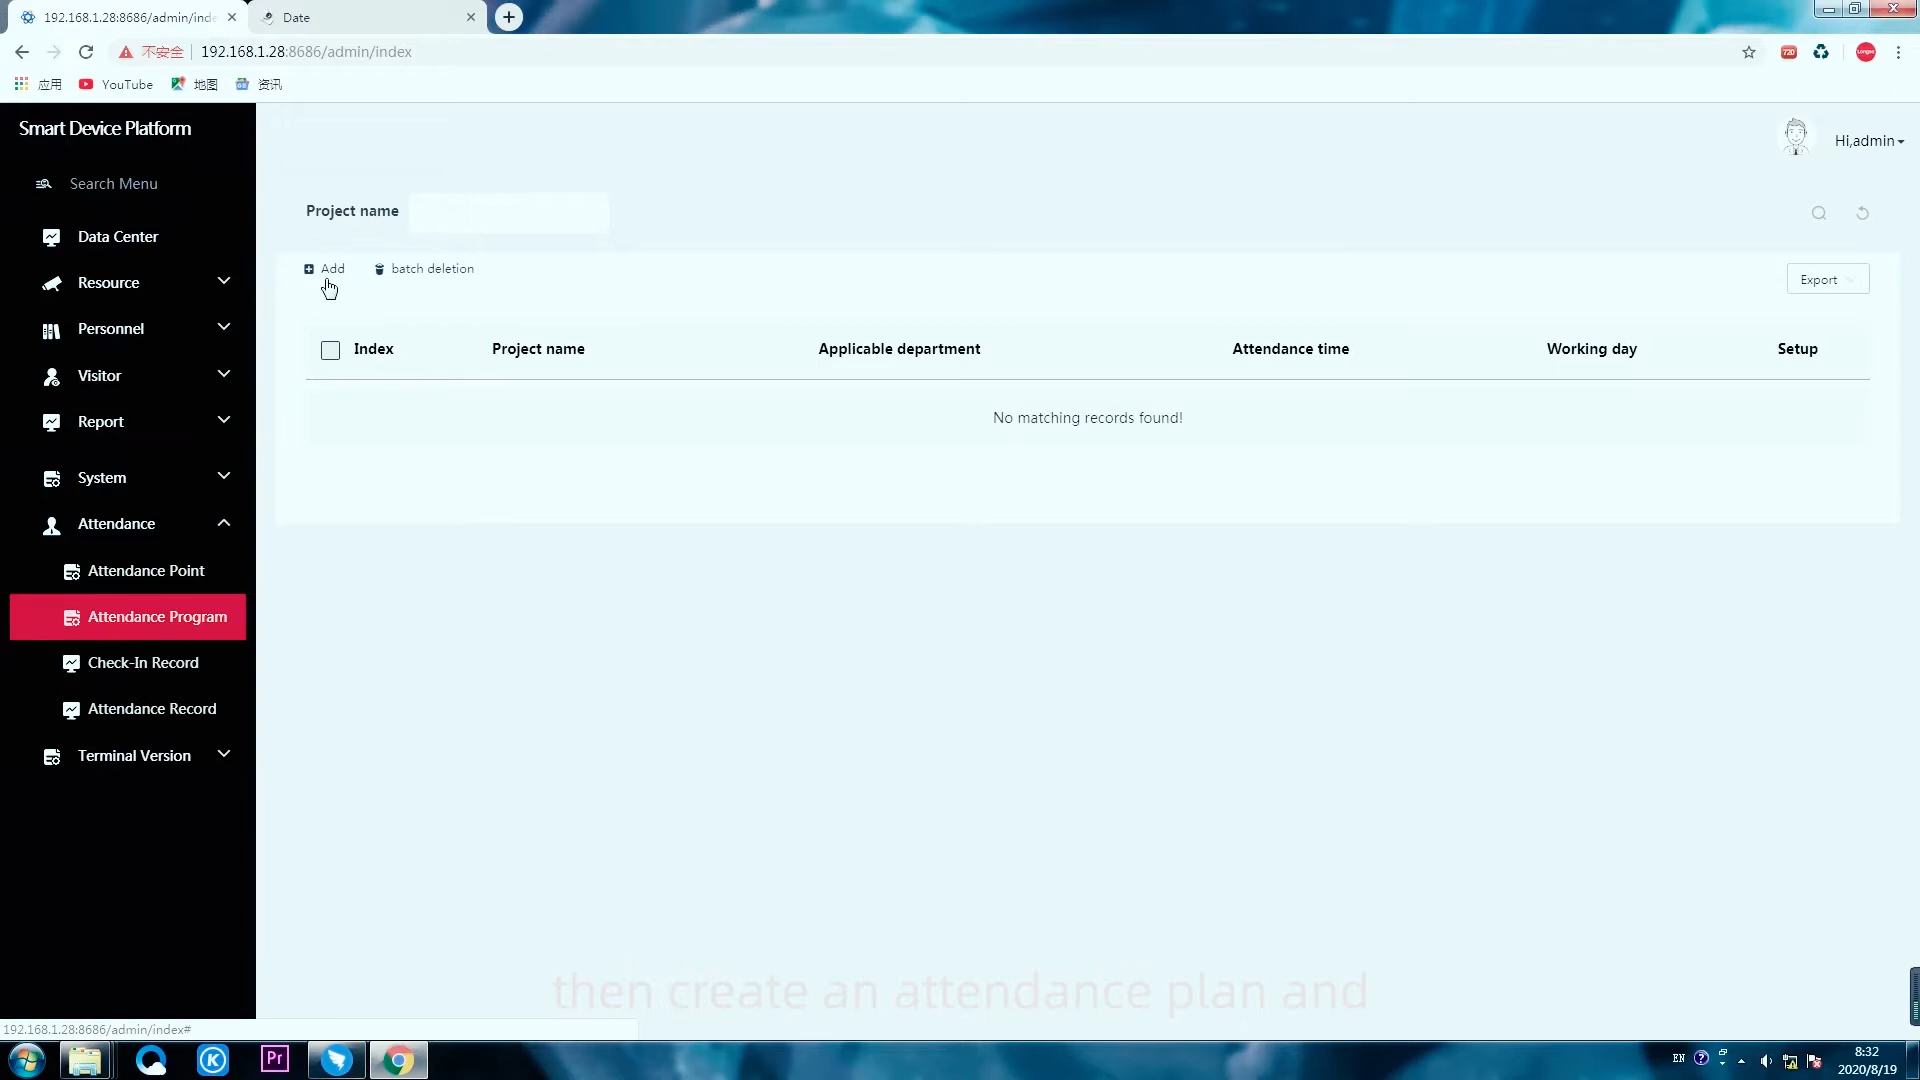 192.168.1.28:8686/admin/inde
Date
不安全
192.168.1.28:8686/admin/index
应用
YouTube
地图
资讯
Smart Device Platform
Hi,admin
Search Menu
Project name
Data Center
Add
batch deletion
Export
Resource
Personnel
Index
Project name
Applicable department
Attendance time
Working day
Setup
Visitor
No matching records found!
Report
System
Attendance
Attendance Point
Attendance Program
Check-In Record
Attendance Record
Terminal Version
then create an attendance plan and
192.168.1.28:8686/admin/index#
Pr
EN
8:32
2020/8/19